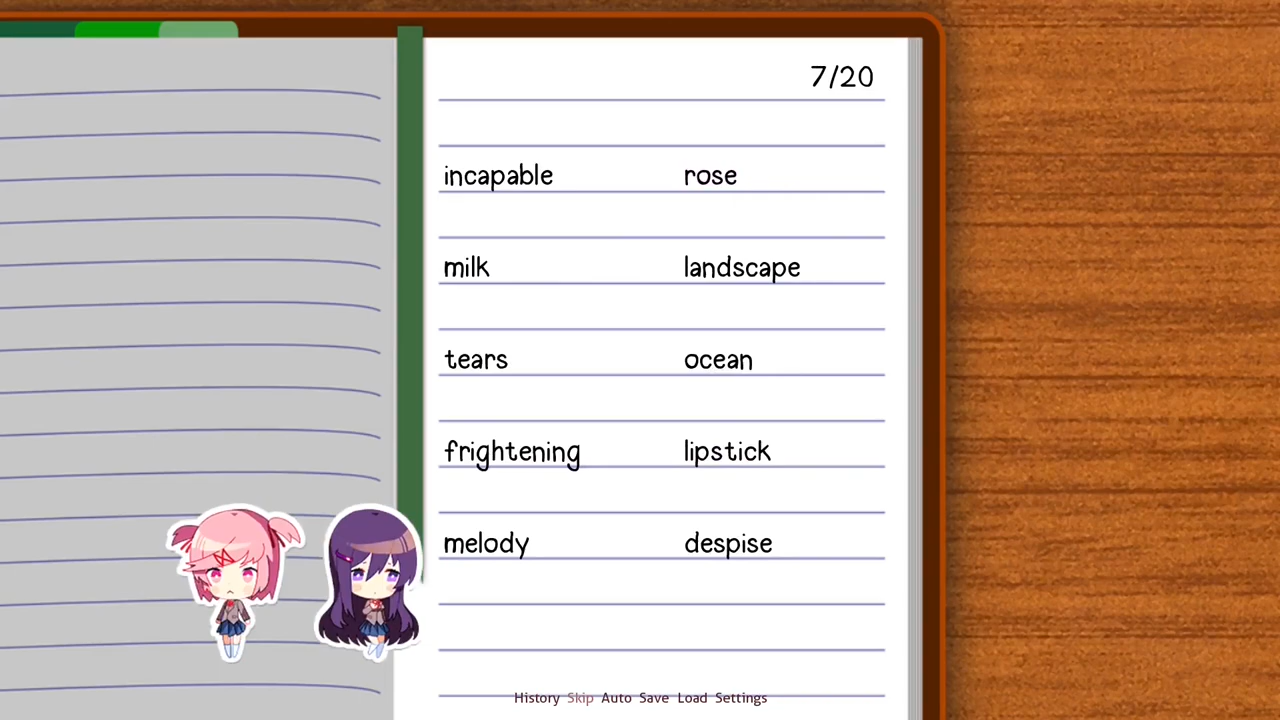 7/20
incapable rose
milk landscape
tears ocean
frightening lipstick
melody despise
History Skip Auto Save Load Settings